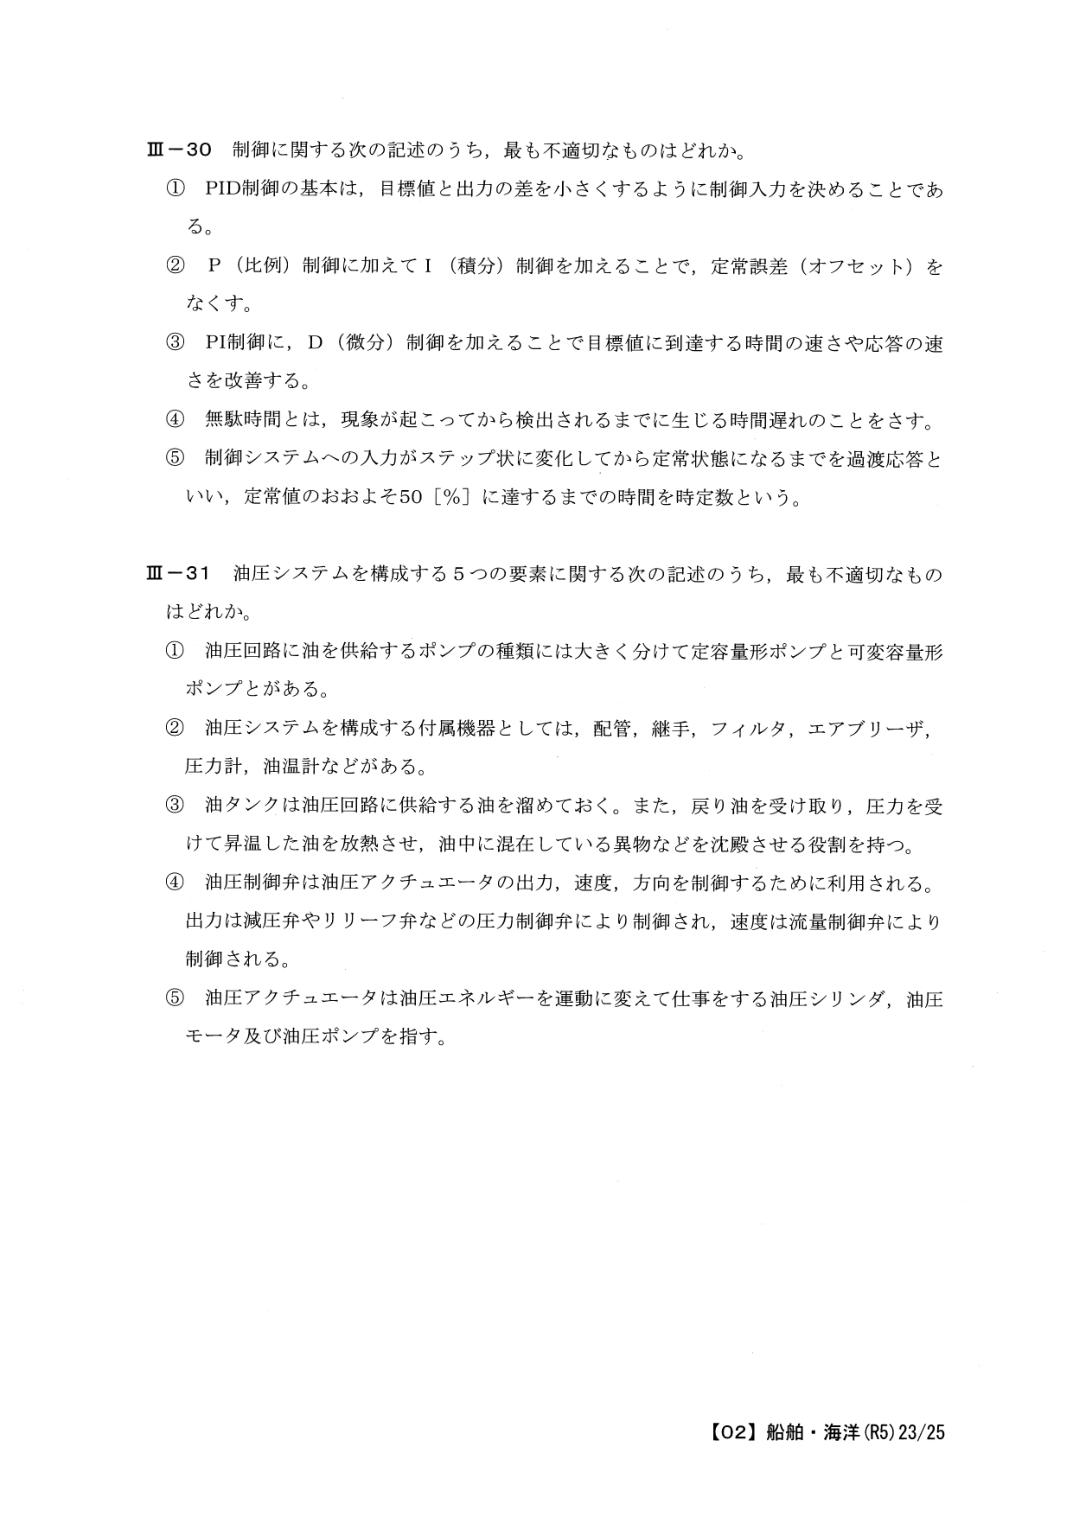 Ⅲ－30　制御に関する次の記述のうち，最も不適切なものはどれか。
①　PID制御の基本は，目標値と出力の差を小さくするように制御入力を決めることであ
る。
②　P（比例）制御に加えてI（積分）制御を加えることで，定常誤差（オフセット）を
なくす。
③　PI制御に，D（微分）制御を加えることで目標値に到達する時間の速さや応答の速
さを改善する。
④　無駄時間とは，現象が起こってから検出されるまでに生じる時間遅れのことをさす。
⑤　制御システムへの入力がステップ状に変化してから定常状態になるまでを過渡応答と
いい，定常値のおおよそ50［％］に達するまでの時間を時定数という。
Ⅲ－31　油圧システムを構成する５つの要素に関する次の記述のうち，最も不適切なもの
はどれか。
①　油圧回路に油を供給するポンプの種類には大きく分けて定容量形ポンプと可変容量形
ポンプとがある。
②　油圧システムを構成する付属機器としては，配管，継手，フィルタ，エアブリーザ，
圧力計，油温計などがある。
③　油タンクは油圧回路に供給する油を溜めておく。また，戻り油を受け取り，圧力を受
けて昇温した油を放熱させ，油中に混在している異物などを沈殿させる役割を持つ。
④　油圧制御弁は油圧アクチュエータの出力，速度，方向を制御するために利用される。
出力は減圧弁やリリーフ弁などの圧力制御弁により制御され，速度は流量制御弁により
制御される。
⑤　油圧アクチュエータは油圧エネルギーを運動に変えて仕事をする油圧シリンダ，油圧
モータ及び油圧ポンプを指す。
【02】船舶・海洋(R5)23/25